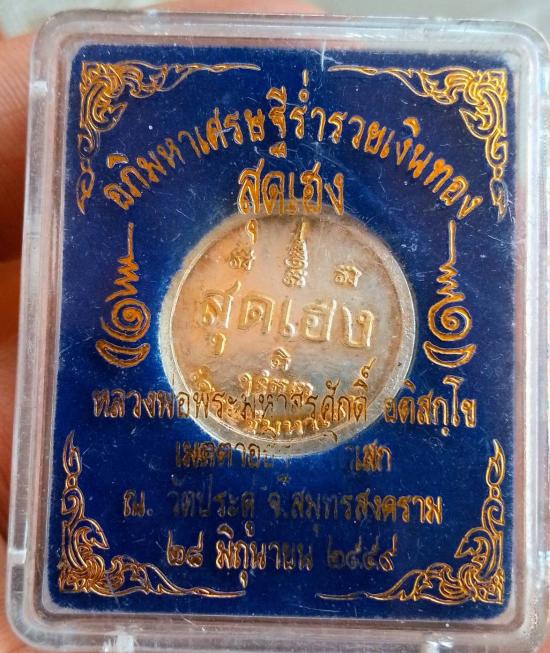 อภิมหาเศรษฐีร่ำรวยเงินทอง
สุดเฮง
สุดเฮง
หลวงพ่อพระมหาสุรศักดิ์ อติสกฺโข
เมตตาอ
เสก
ณ. วัดประดู่ จ.สมุทรสงคราม
๒๘ มิถุนายน ๒๕๕๙